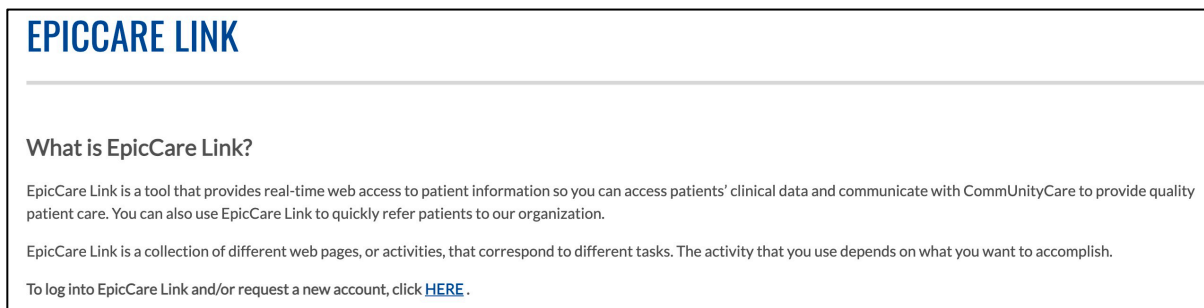 EPICCARE LINK
What is EpicCare Link?
EpicCare Link is a tool that provides real-time web access to patient information so you can access patients’ clinical data and communicate with CommUnityCare to provide quality
patient care. You can also use EpicCare Link to quickly refer patients to our organization.
EpicCare Link is a collection of different web pages, or activities, that correspond to different tasks. The activity that you use depends on what you want to accomplish.
To log into EpicCare Link and/or request a new account, click HERE .